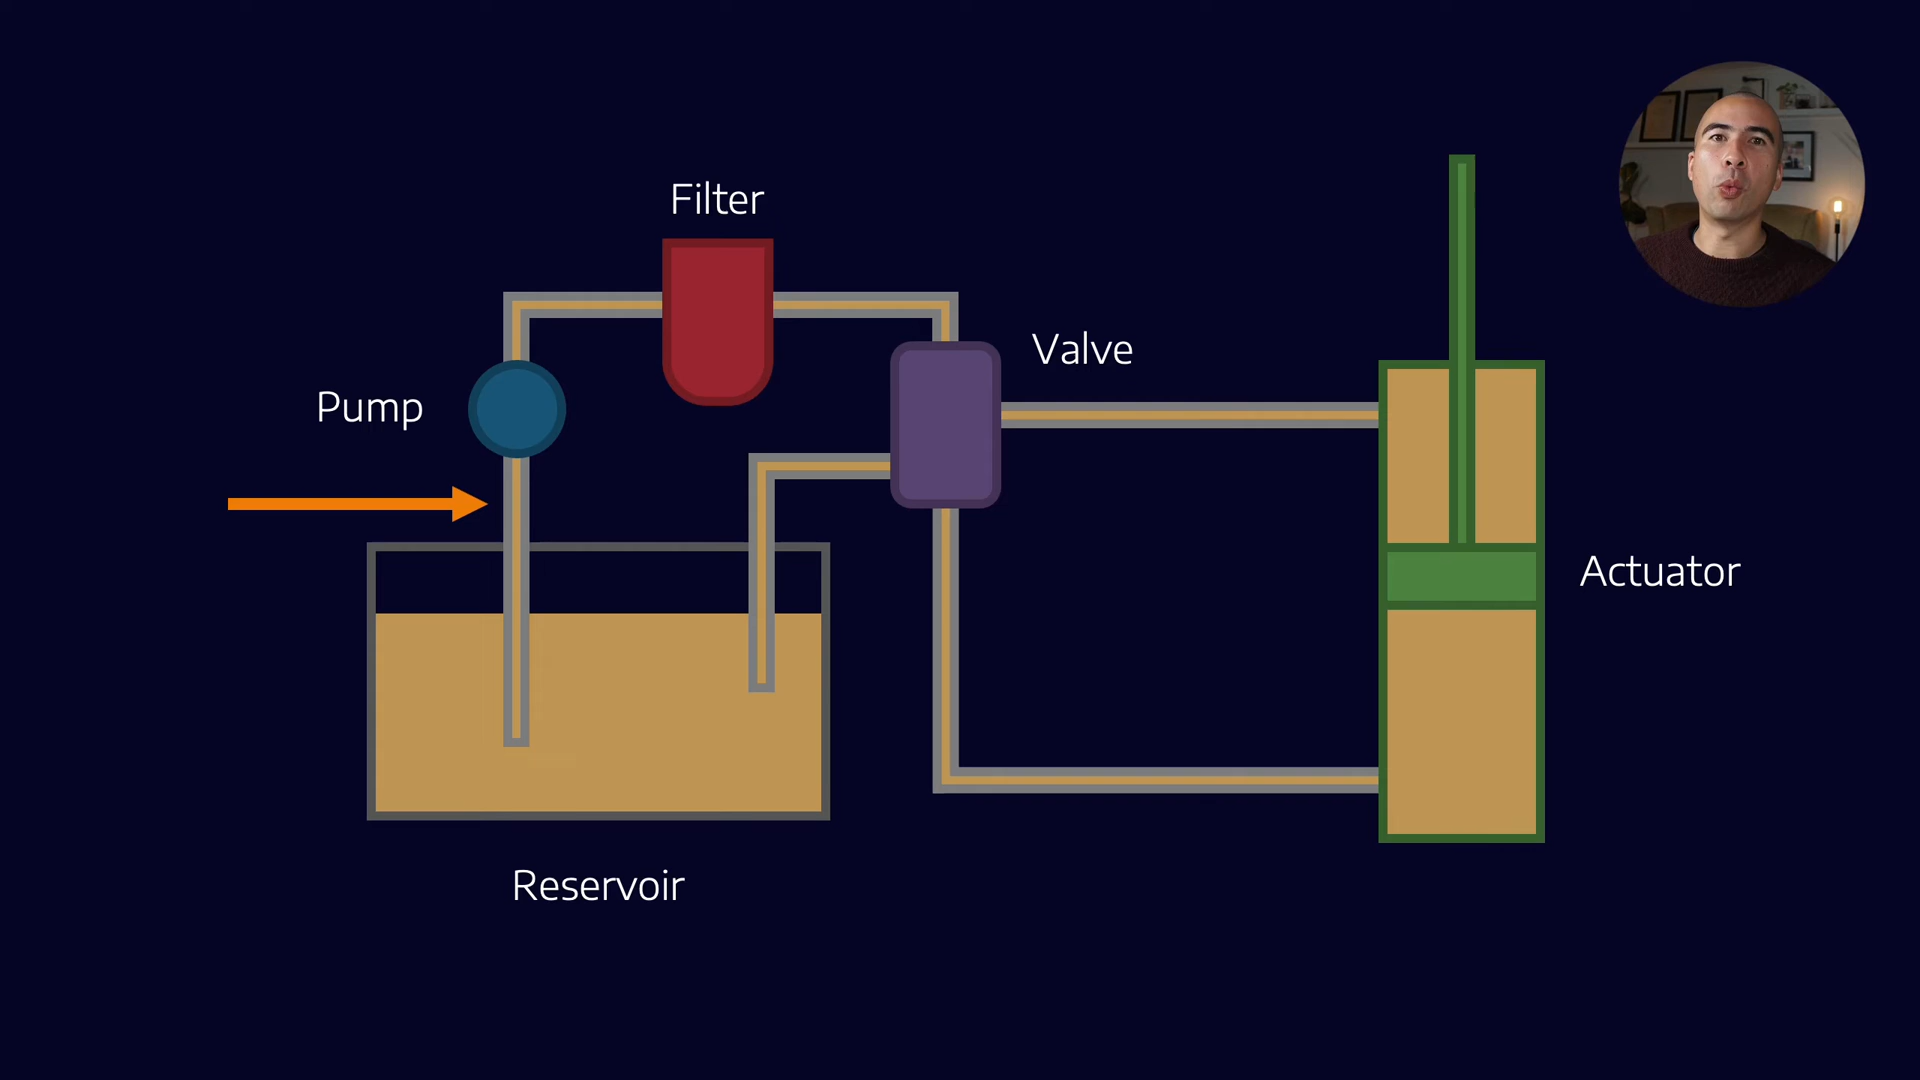 Filter
Valve
Pump
Actuator
Reservoir